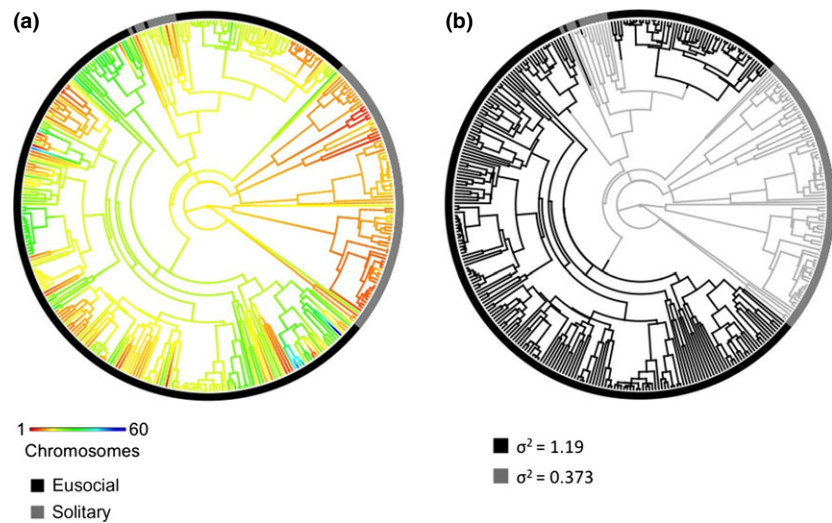 (a)
(b)
1 60
Chromosomes
Eusocial
Solitary
σ² = 1.19
σ² = 0.373